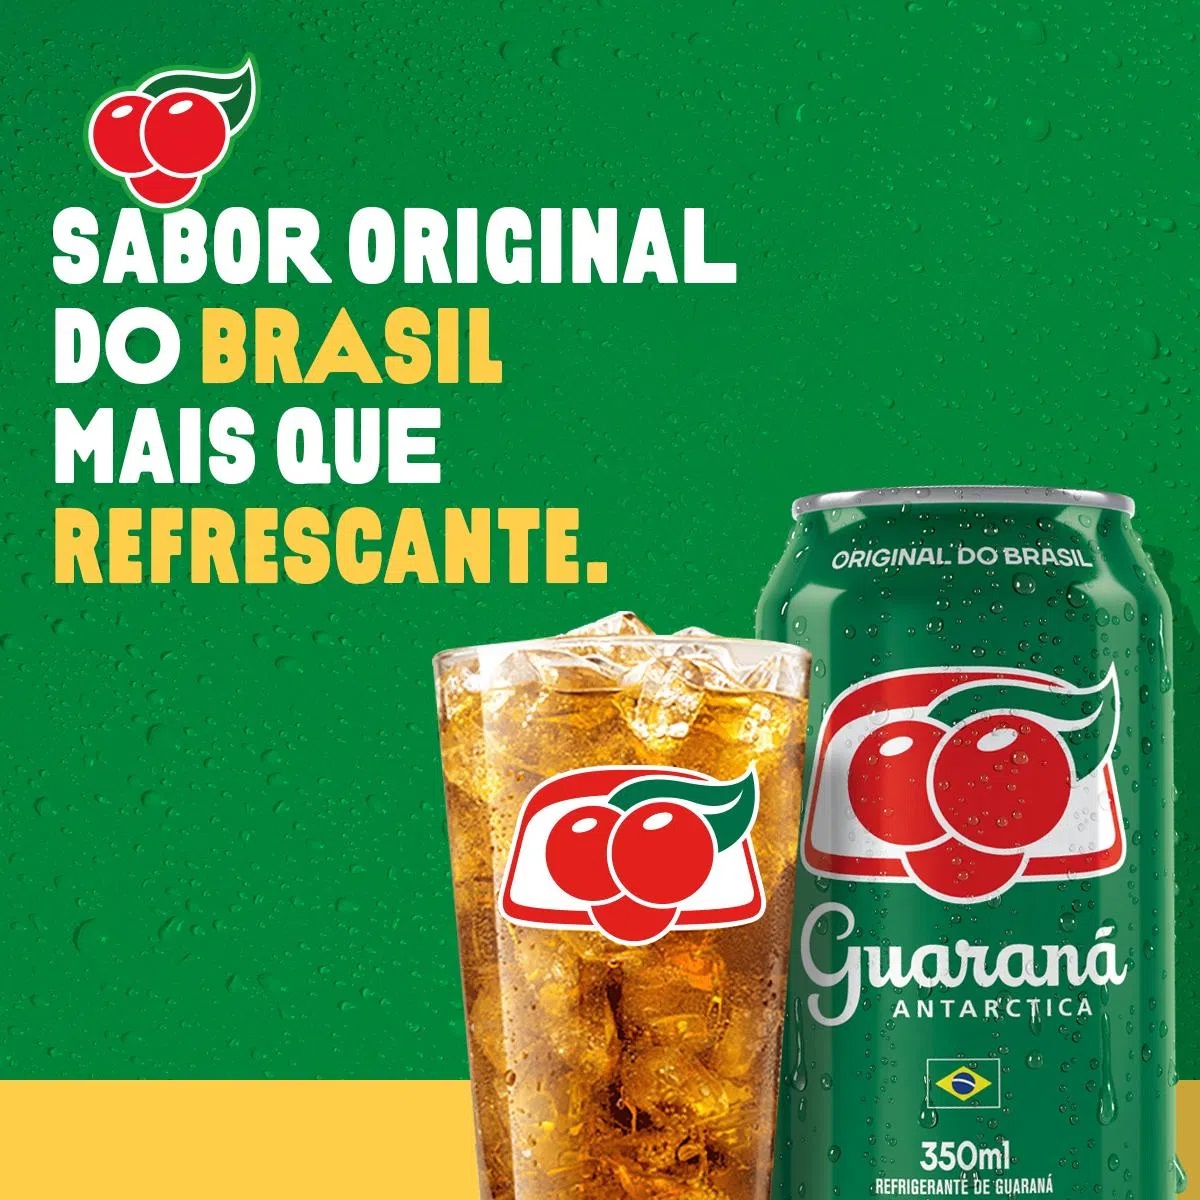 SABOR ORIGINAL
DO BRASIL
MAIS QUE
REFRESCANTE.
ORIGINAL DO BRASIL
Guaraná
ANTARCTICA
350ml
REFRIGERANTE DE GUARANÁ